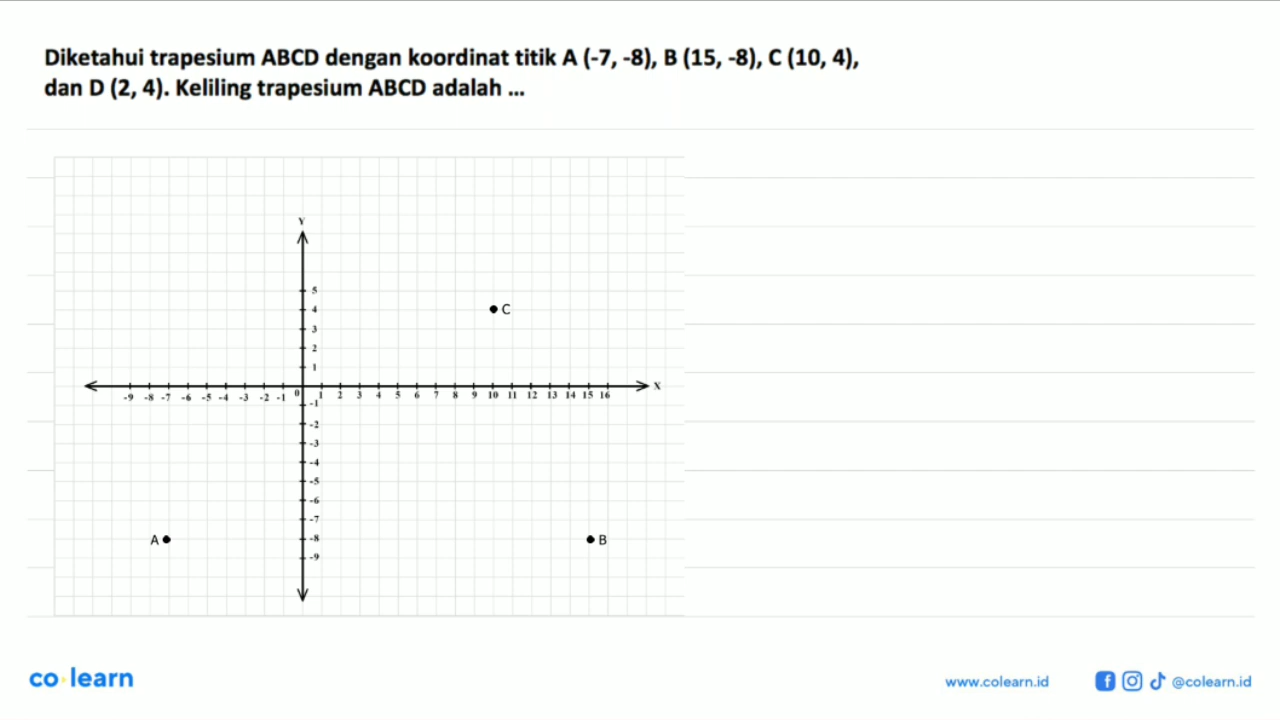 Diketahui trapesium ABCD dengan koordinat titik A (-7, -8), B (15, -8), C (10, 4),
dan D (2, 4). Keliling trapesium ABCD adalah ...
Y
5
4
C
3
2
1
X
-9 -8 -7 -6 -5 -4 -3 -2 -1 0 1 2 3 4 5 6 7 8 9 10 11 12 13 14 15 16
-1
-2
-3
-4
-5
-6
-7
A -8 B
-9
co learn
www.colearn.id @colearn.id